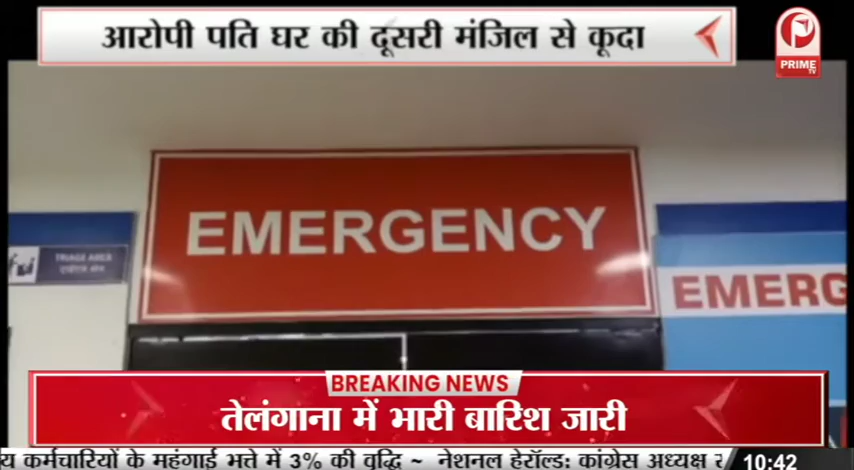 आरोपी पति घर की दूसरी मंजिल से कूदा
PRIME
TV
EMERGENCY
TRIAGE AREA
EMERG
BREAKING NEWS
तेलंगाना में भारी बारिश जारी
य कर्मचारियों के महंगाई भत्ते में 3% की वृद्धि ~ नेशनल हेराल्ड: कांग्रेस अध्यक्ष
10:42